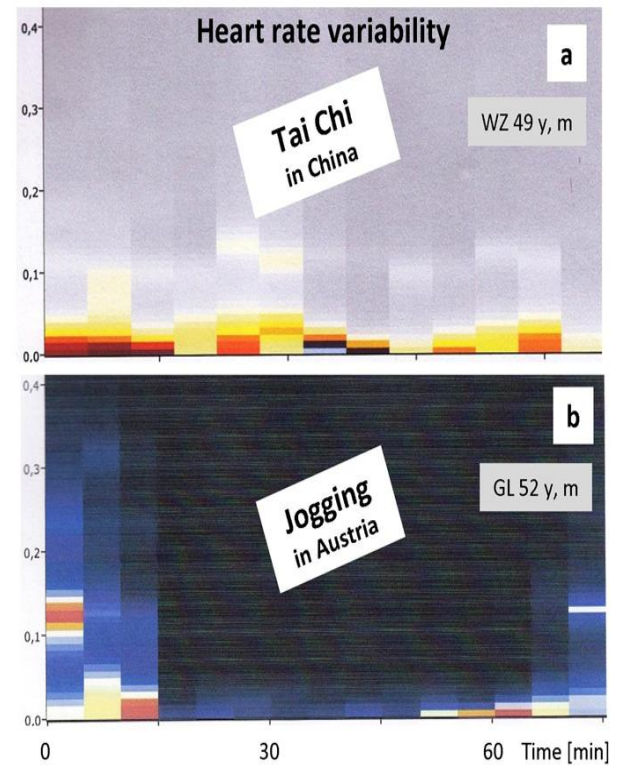 Heart rate variability
a
Tai Chi
in China
WZ 49 y, m
0,4
0,3
0,2
0,1
0.0
b
Jogging
in Austria
GL 52 y, m
0,4
0,3
0,2
0,1
0.0
0
30
60
Time [min]